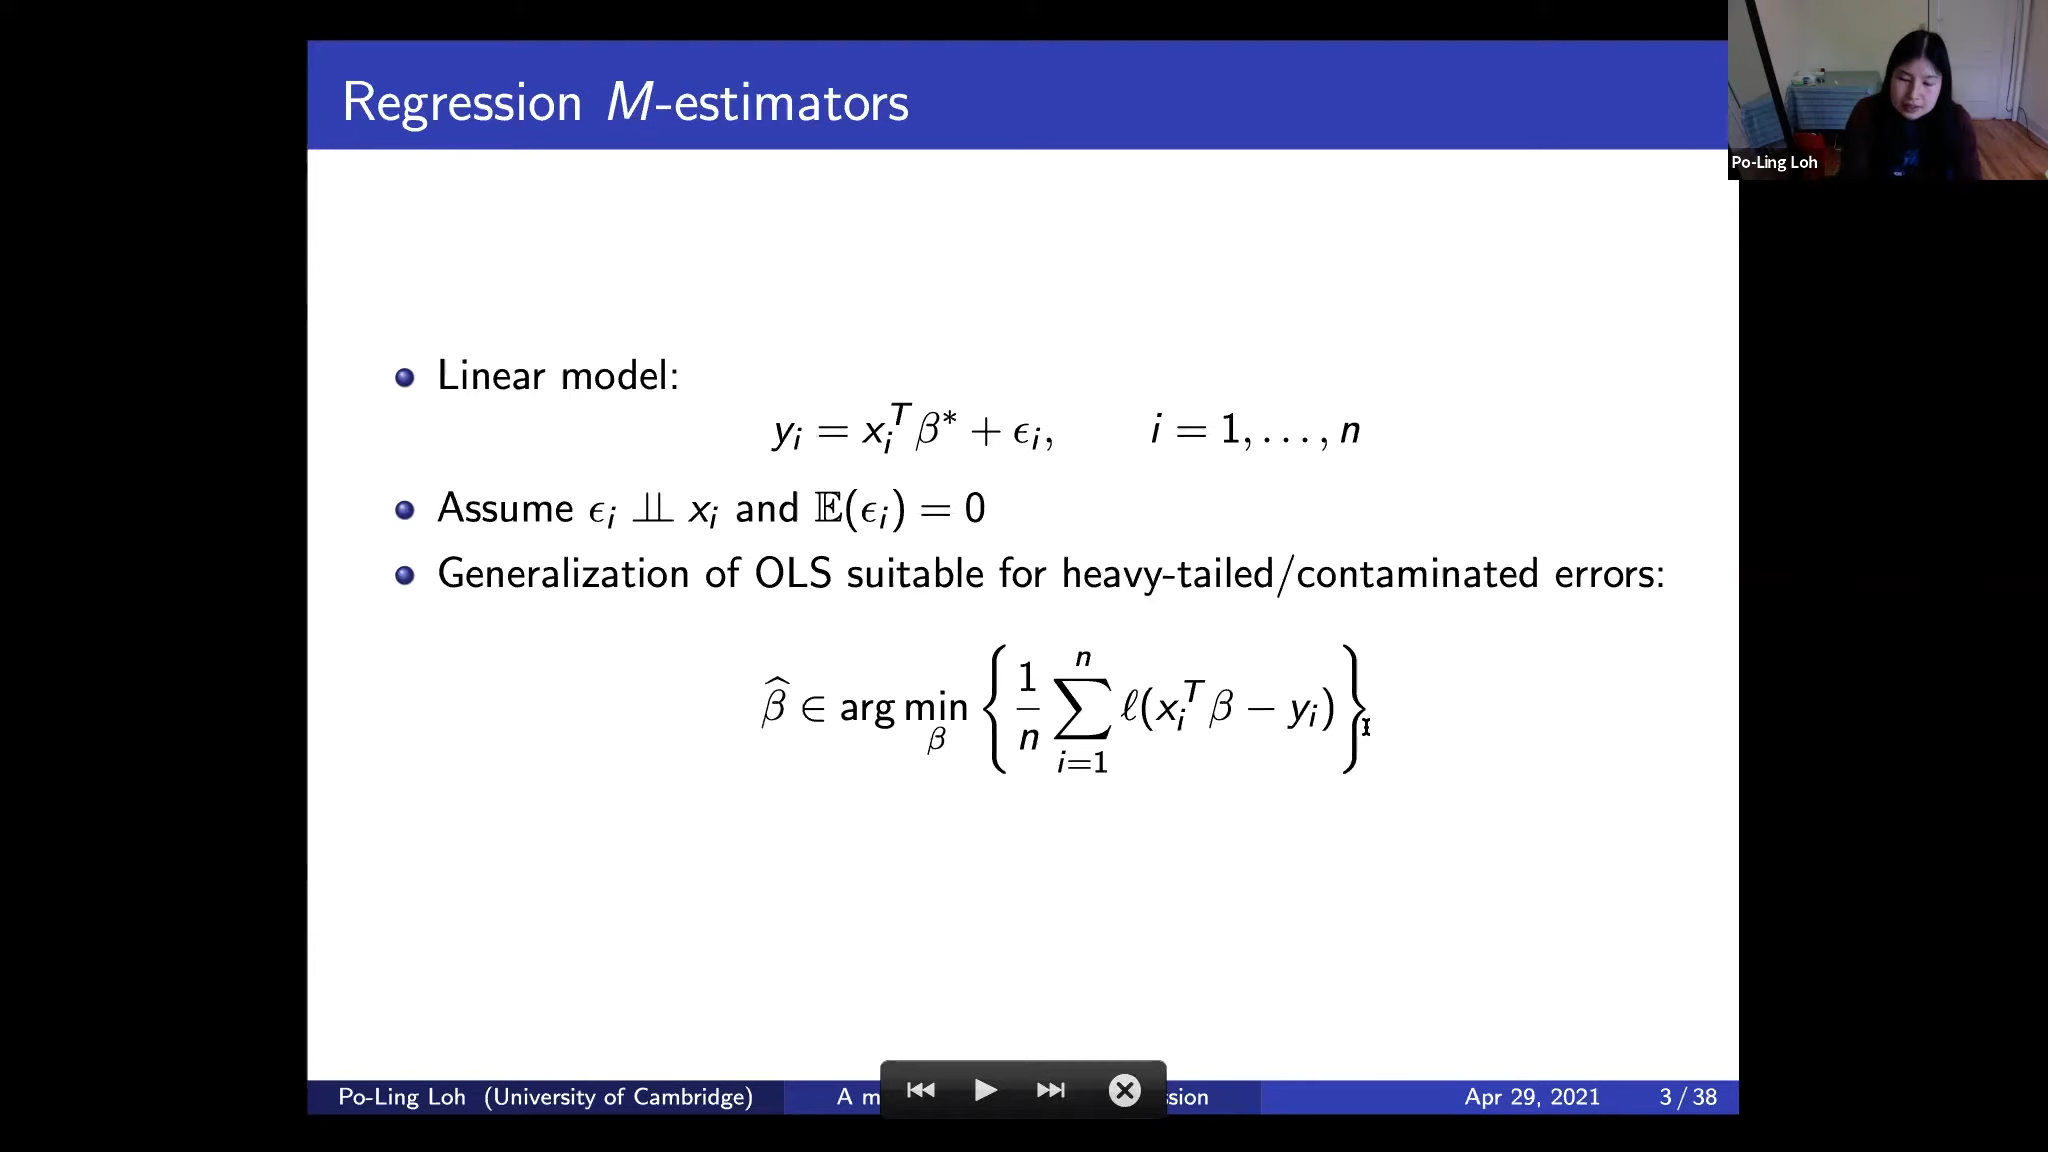 Regression M-estimators
Po-Ling Loh
Linear model:
y_i = x_i^T β* + ϵ_i, i = 1, . . . , n
Assume ϵ_i ⊥⊥ x_i and 𝔼(ϵ_i) = 0
Generalization of OLS suitable for heavy-tailed/contaminated errors:
β̂ ∈ arg min_β { 1/n ∑_{i=1}^n ℓ(x_i^T β − y_i) }
Po-Ling Loh (University of Cambridge) A m ssion Apr 29, 2021 3 / 38